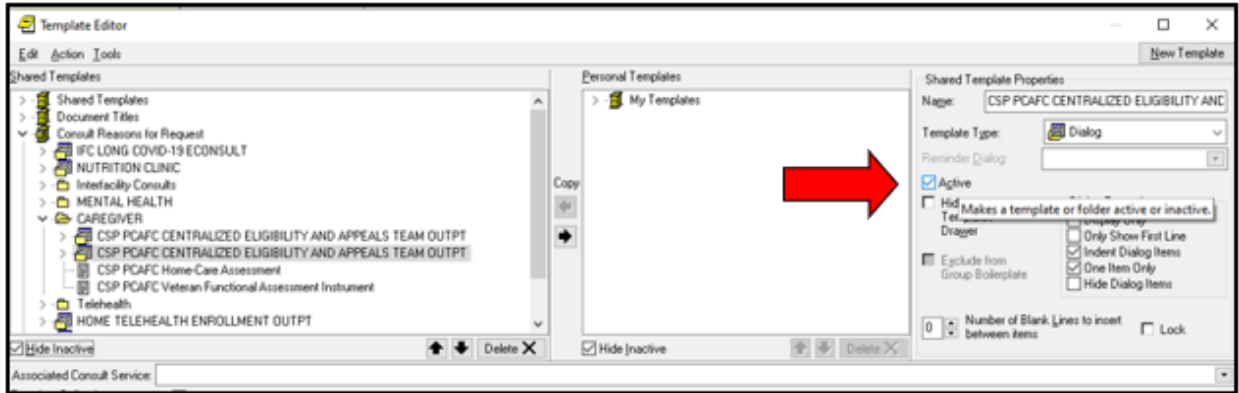 Template Editor
Edit Action Tools
New Template
Shared Templates
Shared Templates
Document Titles
Consult Reasons for Request
IFC LONG COVID-19 ECONSULT
NUTRITION CLINIC
Interfacility Consults
MENTAL HEALTH
CAREGIVER
CSP PCAFC CENTRALIZED ELIGIBILITY AND APPEALS TEAM OUTPT
CSP PCAFC CENTRALIZED ELIGIBILITY AND APPEALS TEAM OUTPT
CSP PCAFC Home-Care Assessment
CSP PCAFC Veteran Functional Assessment Instrument
Telehealth
HOME TELEHEALTH ENROLLMENT OUTPT
Hide Inactive
Delete
Copy
Personal Templates
My Templates
Hide Inactive
Delete
Shared Template Properties
Name: CSP PCAFC CENTRALIZED ELIGIBILITY AND
Template Type: Dialog
Reminder Dialog:
Active
Makes a template or folder active or inactive.
Drawer
Display Only
Only Show First Line
Indent Dialog Items
One Item Only
Hide Dialog Items
Exclude from
Group Boilerplate
0 Number of Blank Lines to insert
between items
Lock
Associated Consult Service: